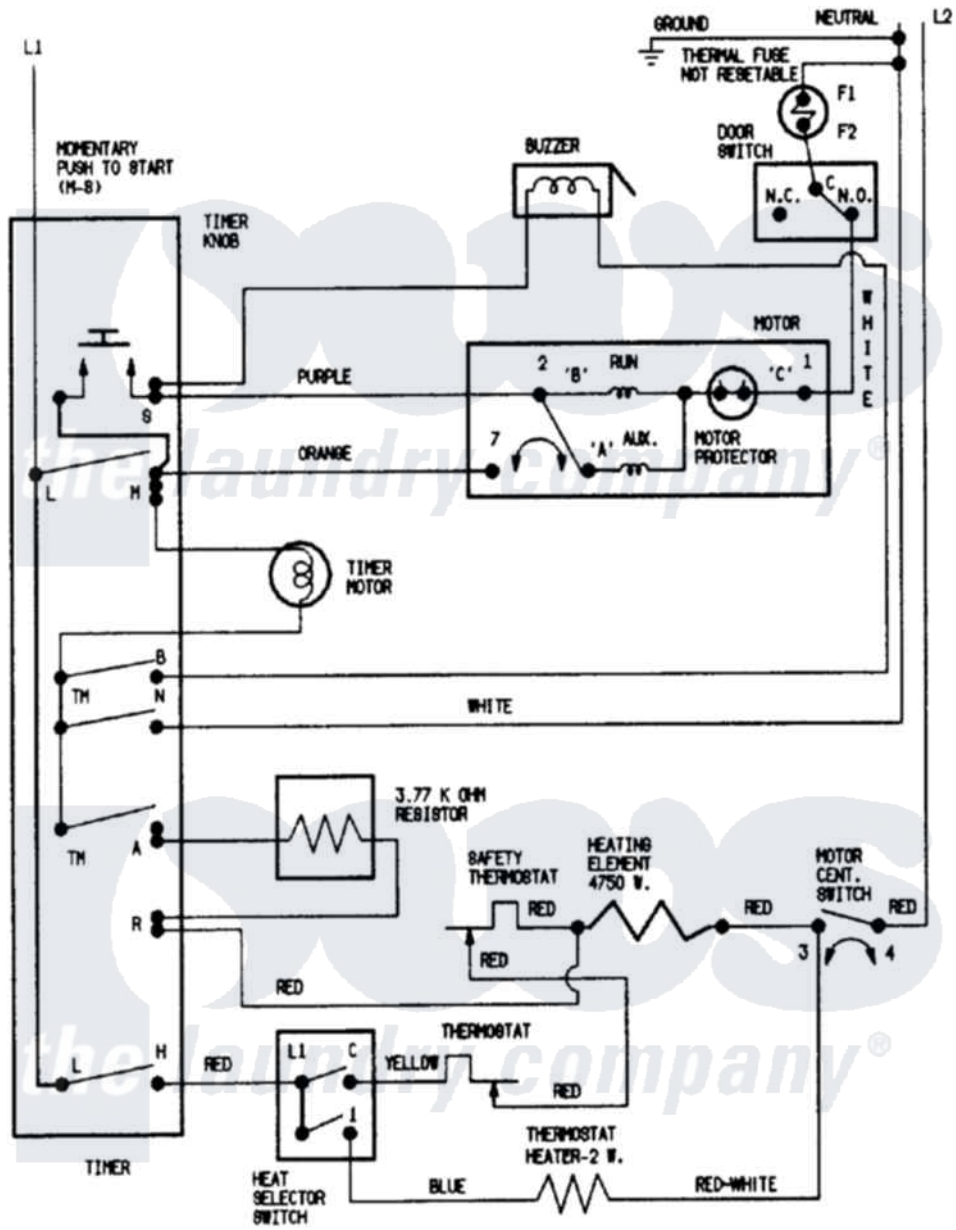 GROUND
NEUTRAL
L2
L1
THERMAL FUSE
NOT RESETABLE
F1
F2
DOOR
SWITCH
C
N.C.
N.O.
BUZZER
MOMENTARY
PUSH TO START
(M-S)
TIMER
KNOB
WHITE
MOTOR
PURPLE
2
'B'
RUN
'C'
1
S
ORANGE
7
'A'
AUX.
MOTOR
PROTECTOR
L
M
the laundry company®
TIMER
MOTOR
B
TM
N
WHITE
3.77 K OHM
RESISTOR
TM
A
SAFETY
THERMOSTAT
HEATING
ELEMENT
4750 W.
MOTOR
CENT.
SWITCH
R
RED
RED
RED
3
4
RED
RED
THERMOSTAT
the laundry company®
L
H
RED
L1
C
YELLOW
RED
1
THERMOSTAT
HEATER-2 W.
TIMER
HEAT
SELECTOR
SWITCH
BLUE
RED-WHITE